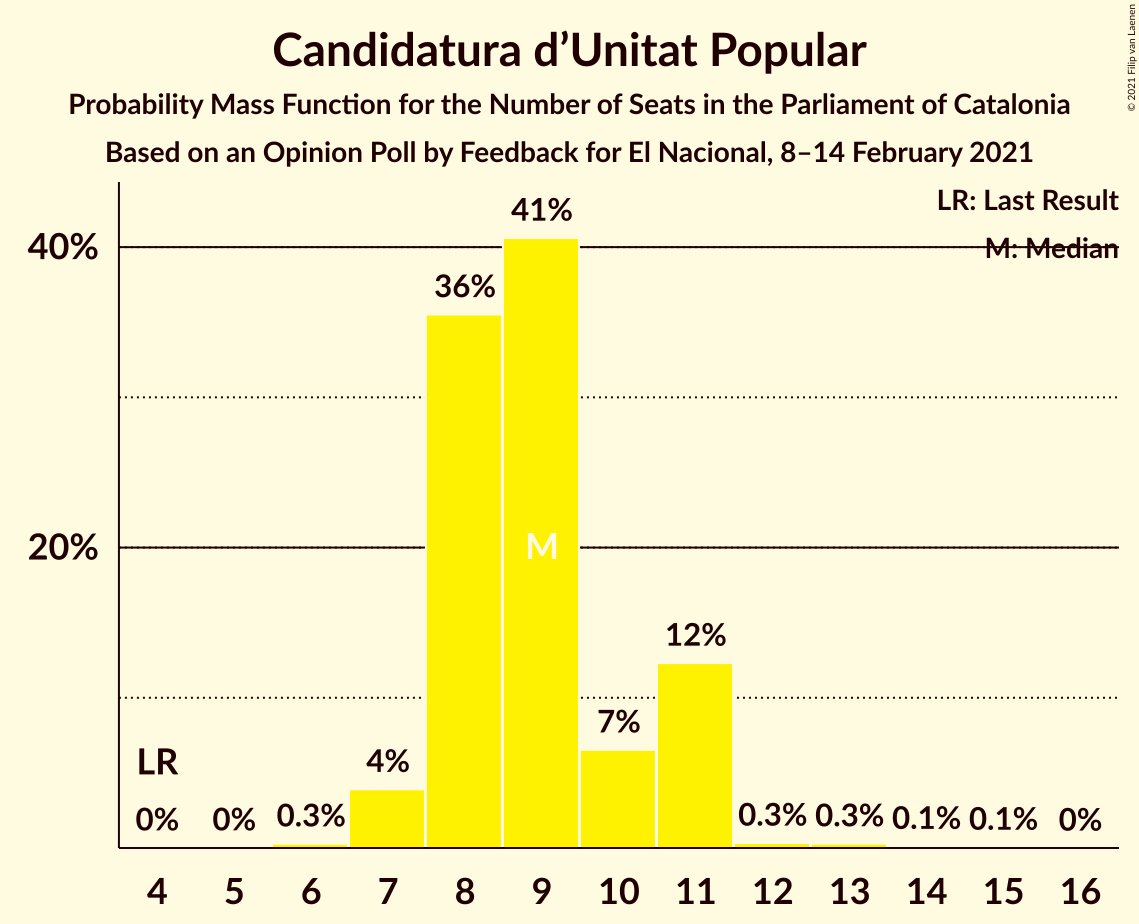 Candidatura d’Unitat Popular
Probability Mass Function for the Number of Seats in the Parliament of Catalonia
Based on an Opinion Poll by Feedback for El Nacional, 8–14 February 2021
© 2021 Filip van Laenen
LR: Last Result
M: Median
40%
20%
41%
36%
M
12%
7%
LR
4%
0% 0% 0.3% 0.3% 0.3% 0.1% 0.1% 0%
4 5 6 7 8 9 10 11 12 13 14 15 16